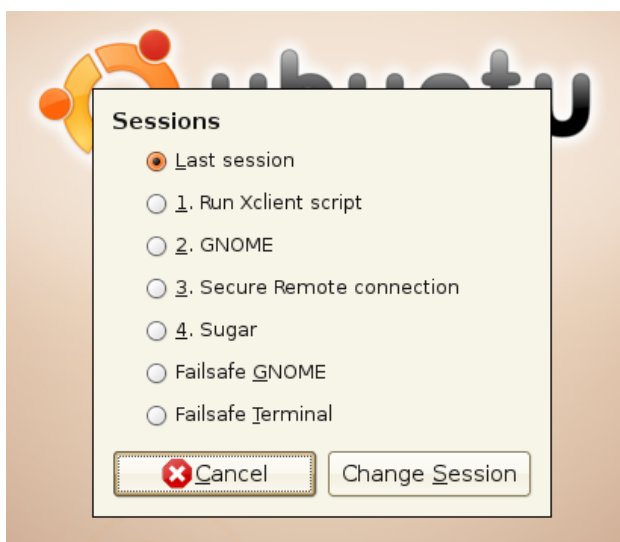 ubuntu
Sessions
Last session
1. Run Xclient script
2. GNOME
3. Secure Remote connection
4. Sugar
Failsafe GNOME
Failsafe Terminal
Cancel
Change Session